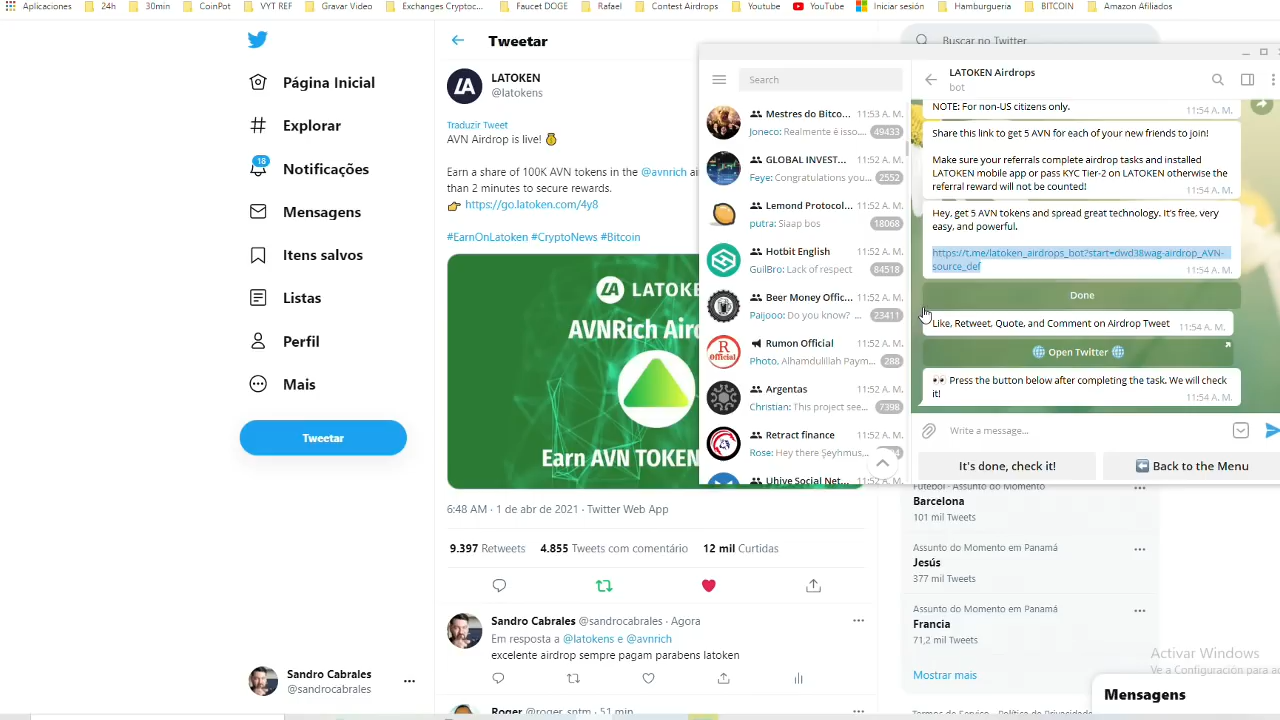 Aplicaciones
24h
30min
CoinPot
VYT REF
Gravar Video
Exchanges Cryptoc...
Faucet DOGE
Rafael
Contest Airdrops
Youtube
YouTube
Iniciar sesión
Hamburgueria
BITCOIN
Amazon Afiliados
Página Inicial
Explorar
18
Notificações
Mensagens
Itens salvos
Listas
Perfil
Mais
Tweetar
Sandro Cabrales
@sandrocabrales
Tweetar
LATOKEN
@latokens
Traduzir Tweet
AVN Airdrop is live! 💰
Earn a share of 100K AVN tokens in the @avnrich ai
than 2 minutes to secure rewards.
👉 https://go.latoken.com/4y8
#EarnOnLatoken #CryptoNews #Bitcoin
LATOKE
AVNRich Air
Earn AVN TOKEN
6:48 AM · 1 de abr de 2021 · Twitter Web App
9.397 Retweets 4.855 Tweets com comentário 12 mil Curtidas
Sandro Cabrales @sandrocabrales · Agora
Em resposta a @latokens e @avnrich
excelente airdrop sempre pagam parabens latoken
Roger @roger_sntm · 51 min
Buscar no Twitter
Search
Mestres do Bitco... 11:53 A. M.
Joneco: Realmente é isso.... 49433
GLOBAL INVEST... 11:52 A. M.
Feye: Congratulations you... 2552
Lemond Protocol... 11:52 A. M.
putra: Siaap bos 18068
Hotbit English 11:52 A. M.
GuilBro: Lack of respect 84518
Beer Money Offic... 11:52 A. M.
Paijooo: Do you know? ... 23411
Rumon Official 11:52 A. M.
Photo, Alhamdulillah Paym... 288
Argentas 11:52 A. M.
Christian: This project see... 7398
Retract finance 11:52 A. M.
Rose: Hey there Şeyhmus,...
Uhive Social Net... 11:52 A. M.
LATOKEN Airdrops
bot
NOTE: For non-US citizens only.
11:54 A. M.
Share this link to get 5 AVN for each of your new friends to join!
Make sure your referrals complete airdrop tasks and installed
LATOKEN mobile app or pass KYC Tier-2 on LATOKEN otherwise the
referral reward will not be counted!
11:54 A. M.
Hey, get 5 AVN tokens and spread great technology. It's free, very
easy, and powerful.
https://t.me/latoken_airdrops_bot?start=dwd38wag-airdrop_AVN-
source_def
11:54 A. M.
Done
Like, Retweet, Quote, and Comment on Airdrop Tweet 11:54 A. M.
🌐 Open Twitter 🌐
👀 Press the button below after completing the task. We will check
it!
11:54 A. M.
Write a message...
It's done, check it!
⬅️ Back to the Menu
Futebol · Assunto do Momento
Barcelona
101 mil Tweets
Assunto do Momento em Panamá
Jesús
377 mil Tweets
Assunto do Momento em Panamá
Francia
71,2 mil Tweets
Mostrar mais
Activar Windows
Ve a Configuración para a
Mensagens
Termos de Serviço Política de Privacidade